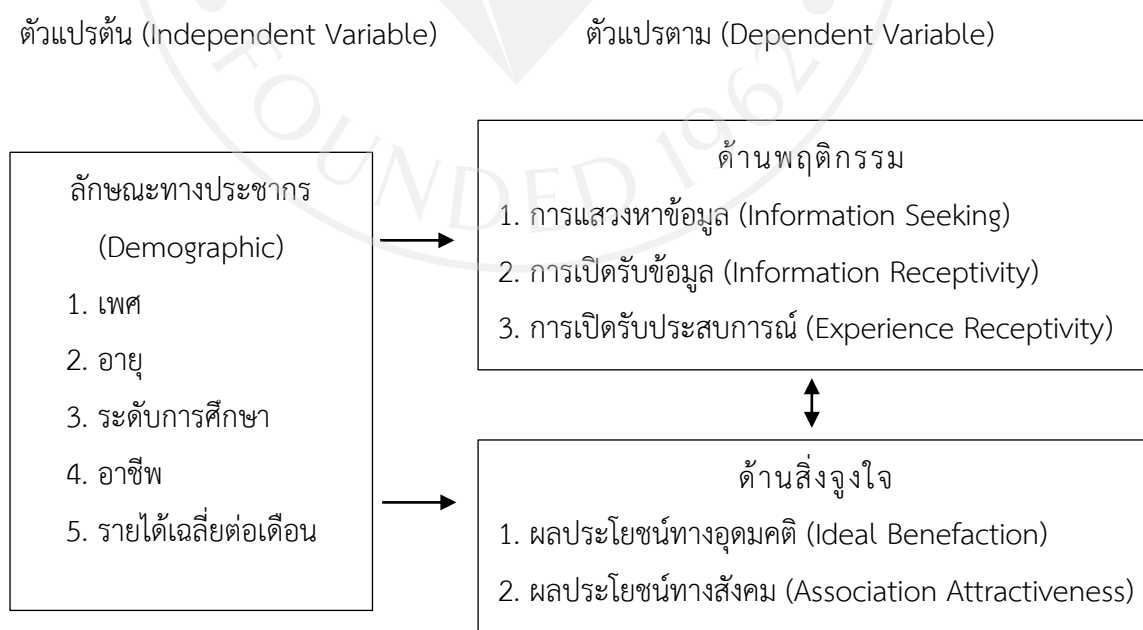 ตัวแปรต้น (Independent Variable)
ตัวแปรตาม (Dependent Variable)
ลักษณะทางประชากร
(Demographic)
1. เพศ
2. อายุ
3. ระดับการศึกษา
4. อาชีพ
5. รายได้เฉลี่ยต่อเดือน
ด้านพฤติกรรม
1. การแสวงหาข้อมูล (Information Seeking)
2. การเปิดรับข้อมูล (Information Receptivity)
3. การเปิดรับประสบการณ์ (Experience Receptivity)
ด้านสิ่งจูงใจ
1. ผลประโยชน์ทางอุดมคติ (Ideal Benefaction)
2. ผลประโยชน์ทางสังคม (Association Attractiveness)
FOUNDED 1962